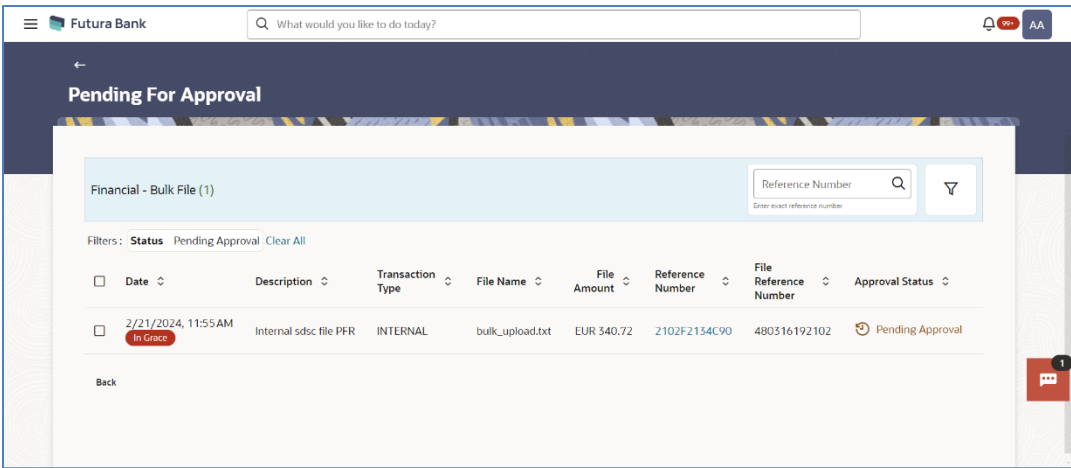 Futura Bank What would you like to do today? 99+ AA
Pending For Approval
Financial - Bulk File (1) Reference Number
Enter exact reference number
Filters : Status Pending Approval Clear All
Date Description Transaction Type File Name File Amount Reference Number File Reference Number Approval Status
2/21/2024, 11:55 AM Internal sdsc file PFR INTERNAL bulk_upload.txt EUR 340.72 2102F2134C90 480316192102 Pending Approval
In Grace
1
Back